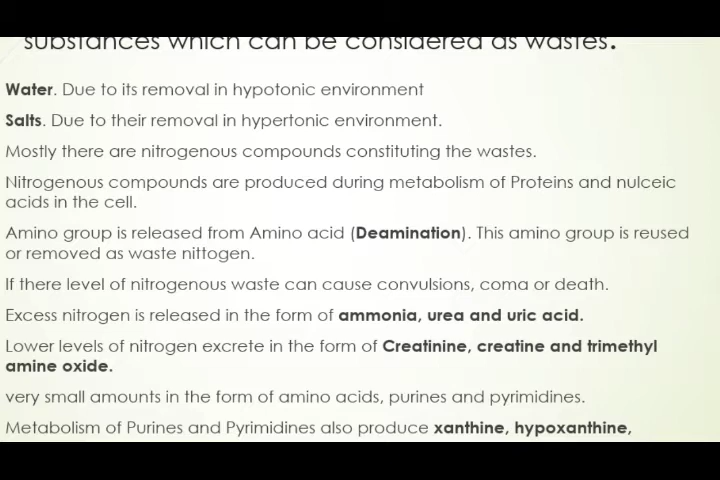 substances which can be considered as wastes.
Water. Due to its removal in hypotonic environment
Salts. Due to their removal in hypertonic environment.
Mostly there are nitrogenous compounds constituting the wastes.
Nitrogenous compounds are produced during metabolism of Proteins and nulceic
acids in the cell.
Amino group is released from Amino acid (Deamination). This amino group is reused
or removed as waste nittogen.
If there level of nitrogenous waste can cause convulsions, coma or death.
Excess nitrogen is released in the form of ammonia, urea and uric acid.
Lower levels of nitrogen excrete in the form of Creatinine, creatine and trimethyl
amine oxide.
very small amounts in the form of amino acids, purines and pyrimidines.
Metabolism of Purines and Pyrimidines also produce xanthine, hypoxanthine,